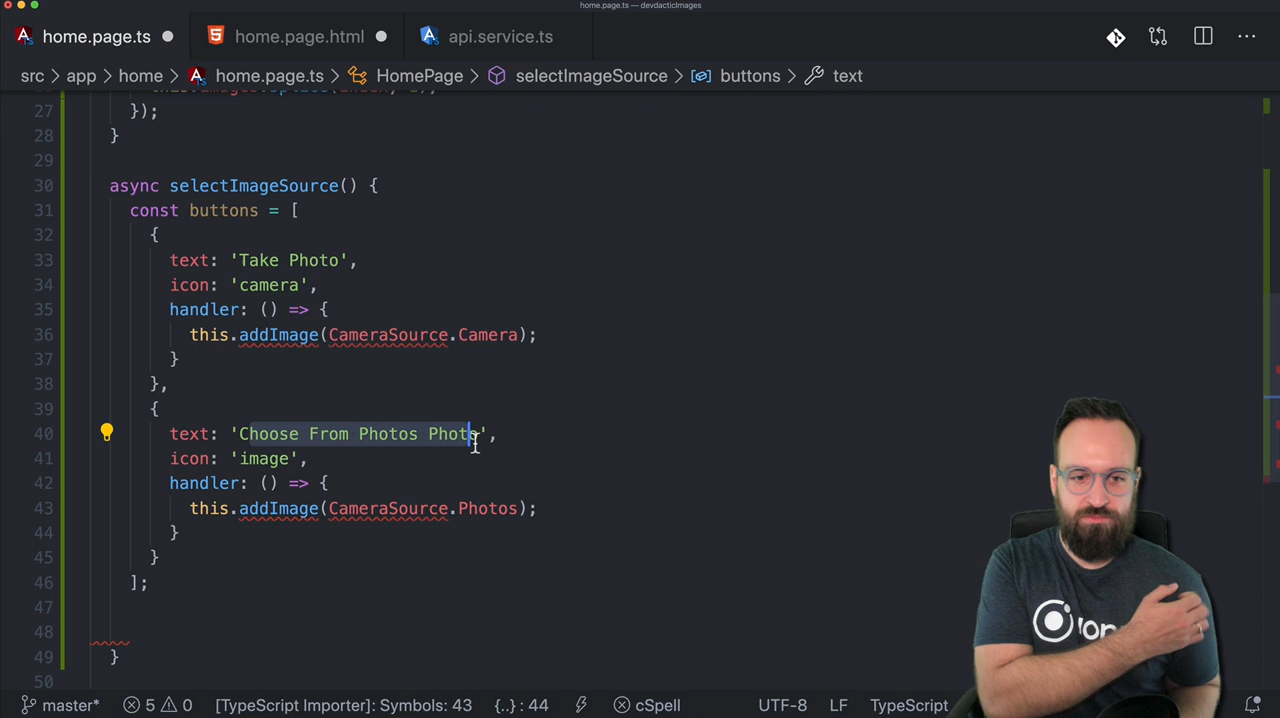 home.page.ts — devdacticImages
home.page.ts home.page.html api.service.ts
src > app > home > home.page.ts > HomePage > selectImageSource > buttons > text
27 });
28 }
29
30 async selectImageSource() {
31 const buttons = [
32 {
33 text: 'Take Photo',
34 icon: 'camera',
35 handler: () => {
36 this.addImage(CameraSource.Camera);
37 }
38 },
39 {
40 text: 'Choose From Photos Photo',
41 icon: 'image',
42 handler: () => {
43 this.addImage(CameraSource.Photos);
44 }
45 }
46 ];
47
48
49 }
50
master* 5 0 [TypeScript Importer]: Symbols: 43 {..} : 44 cSpell UTF-8 LF TypeScript